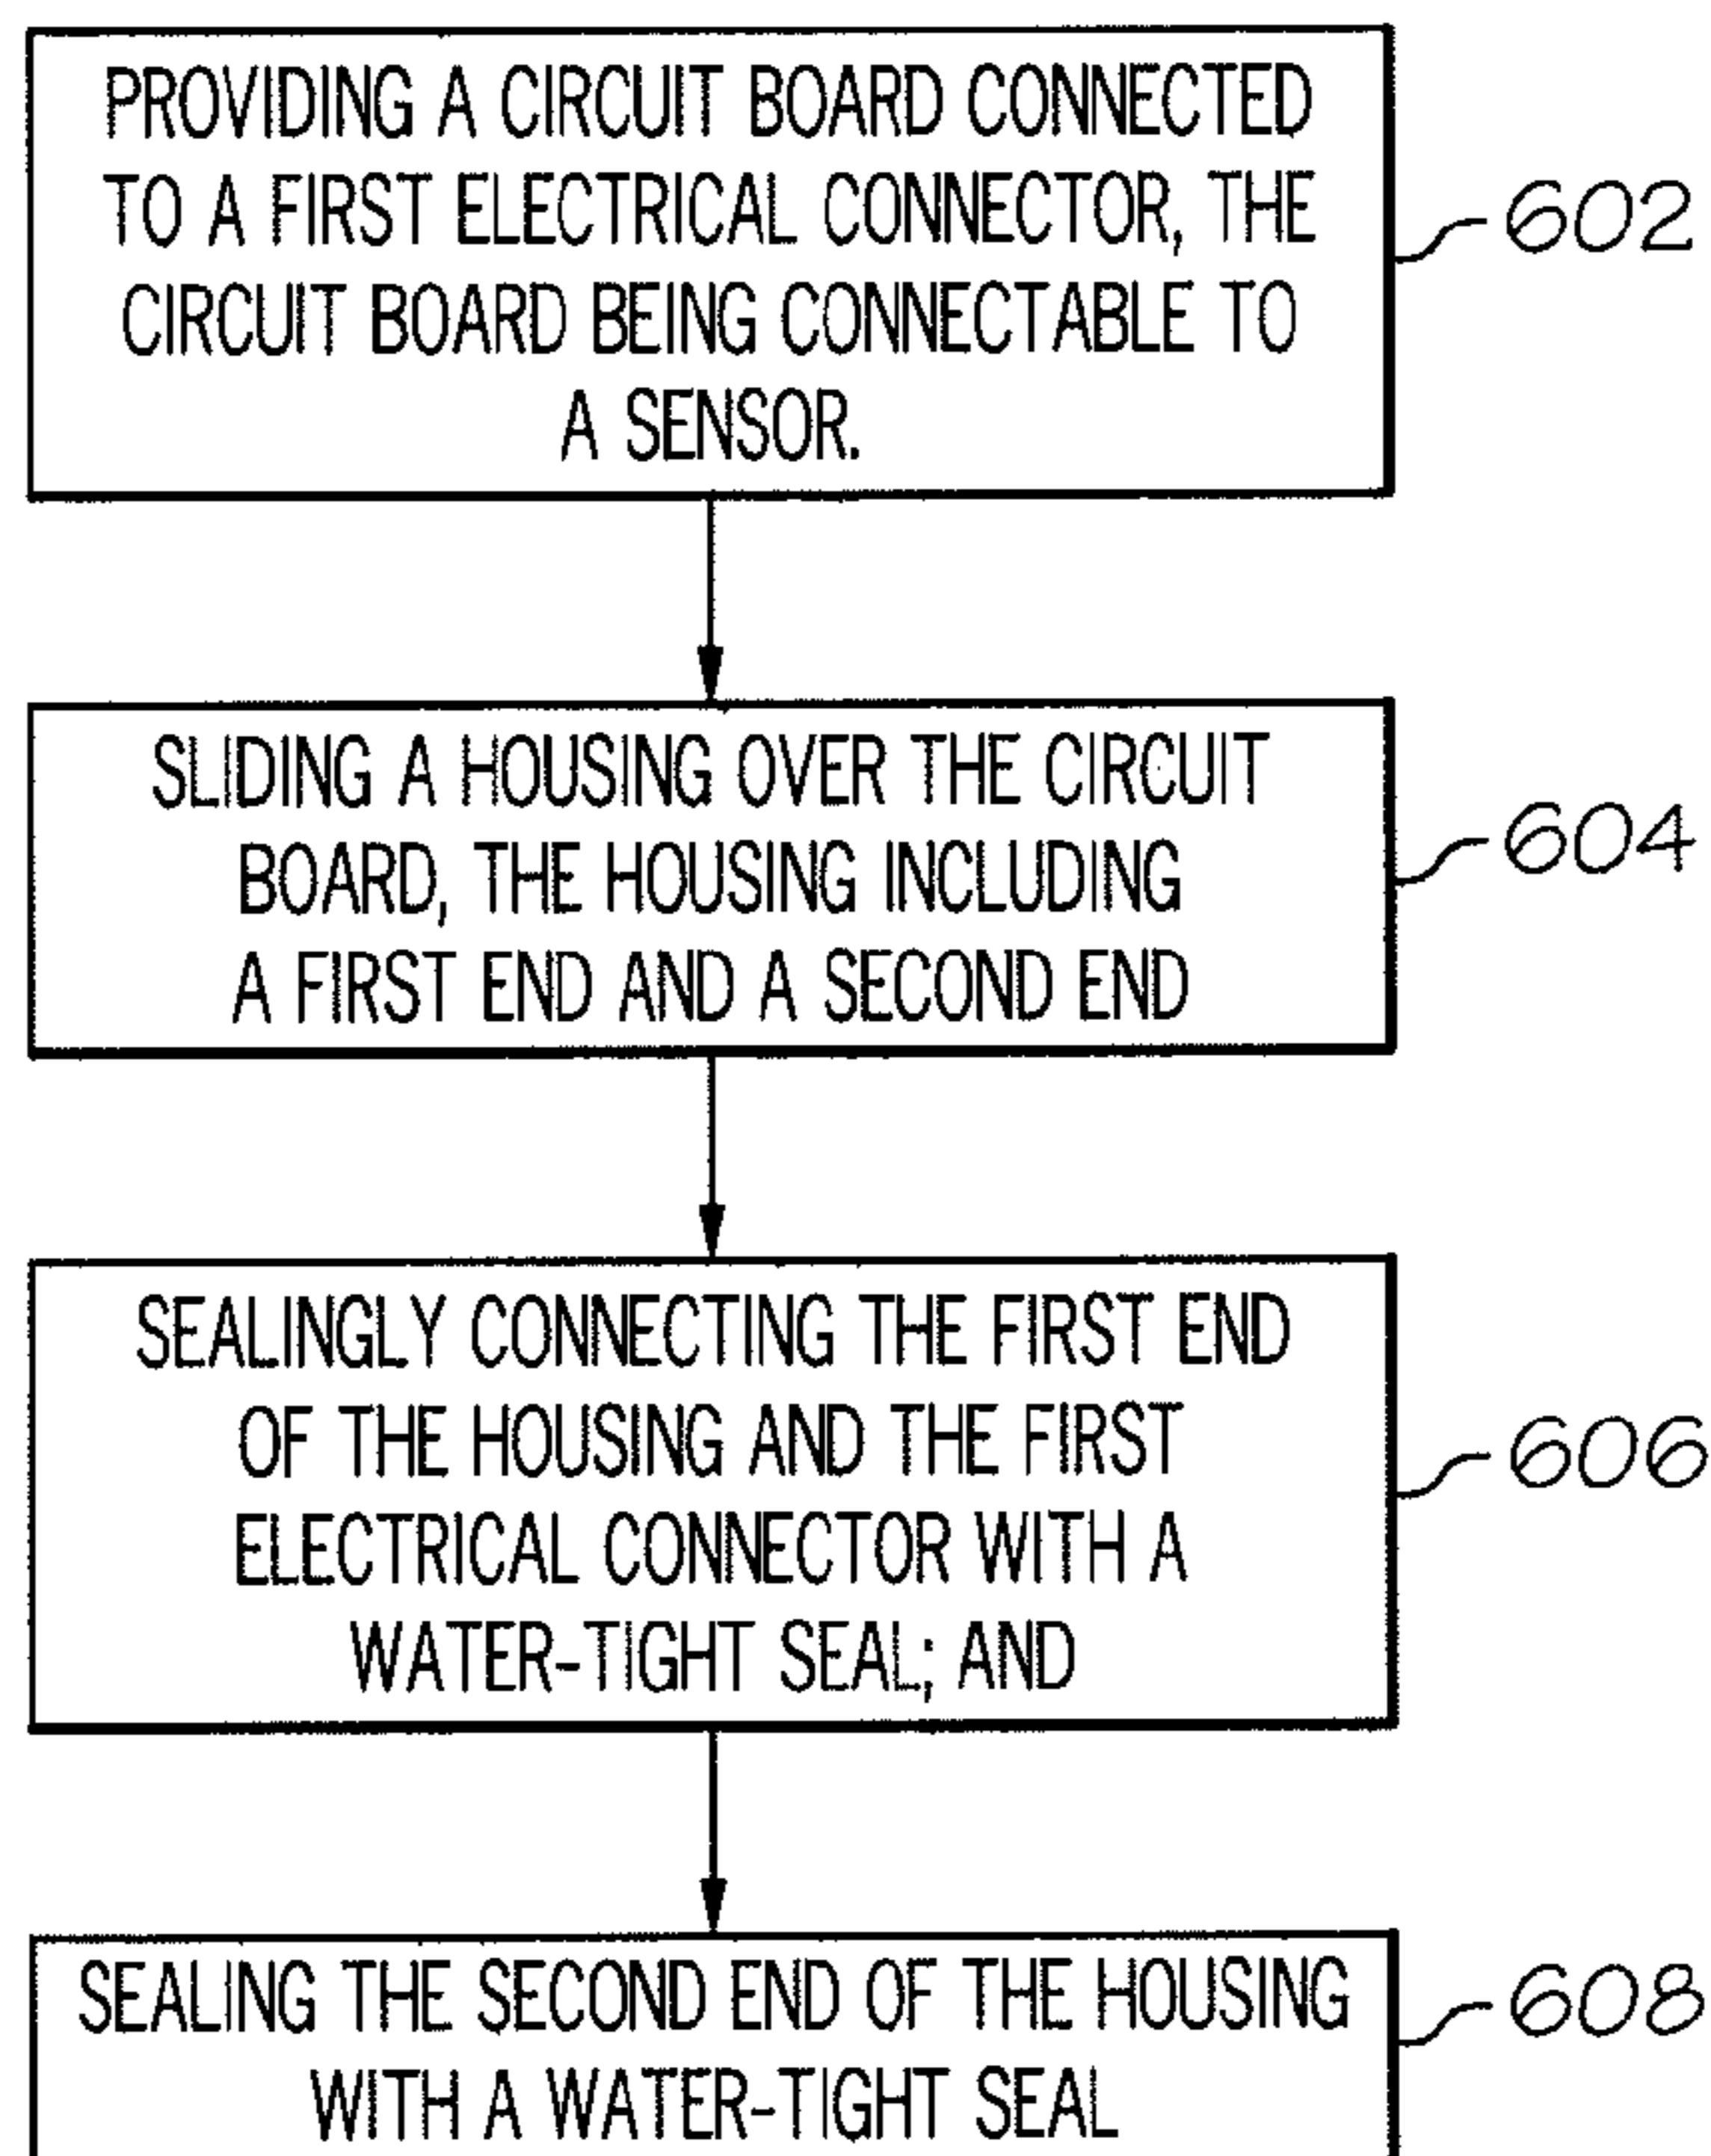 PROVIDING A CIRCUIT BOARD CONNECTED
TO A FIRST ELECTRICAL CONNECTOR, THE
CIRCUIT BOARD BEING CONNECTABLE TO
A SENSOR.
602
SLIDING A HOUSING OVER THE CIRCUIT
BOARD, THE HOUSING INCLUDING
A FIRST END AND A SECOND END
604
SEALINGLY CONNECTING THE FIRST END
OF THE HOUSING AND THE FIRST
ELECTRICAL CONNECTOR WITH A
WATER-TIGHT SEAL; AND
606
SEALING THE SECOND END OF THE HOUSING
WITH A WATER-TIGHT SEAL
608